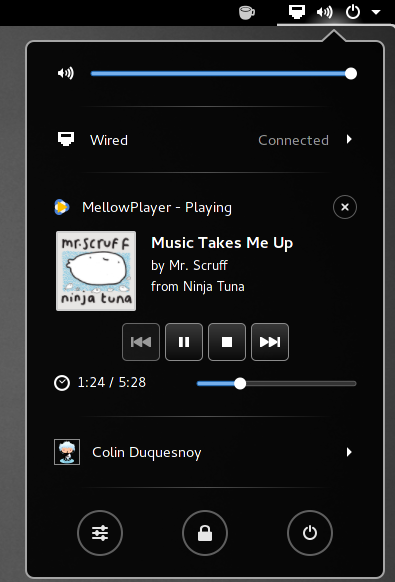 Wired Connected
MellowPlayer - Playing
mr.scruff
ninja tuna
Music Takes Me Up
by Mr. Scruff
from Ninja Tuna
1:24 / 5:28
Colin Duquesnoy